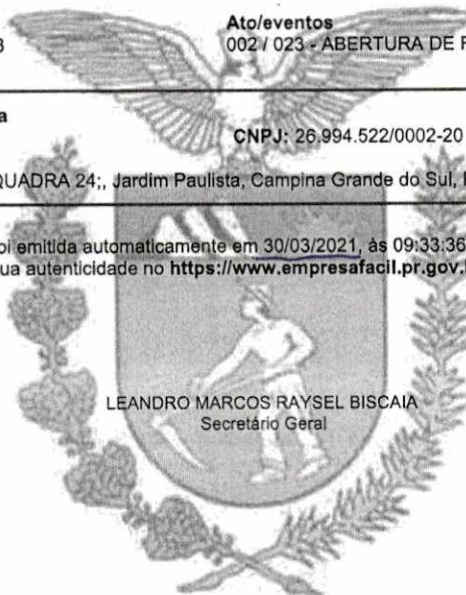 Ato/eventos
002 / 023 - ABERTURA DE
CNPJ: 26.994.522/0002-20
QUADRA 24;, Jardim Paulista, Campina Grande do Sul,
emitida automaticamente em 30/03/2021, às 09:33:36
autenticidade no https://www.empresafacil.pr.gov.
LEANDRO MARCOS RAYSEL BISCAIA
Secretário Geral